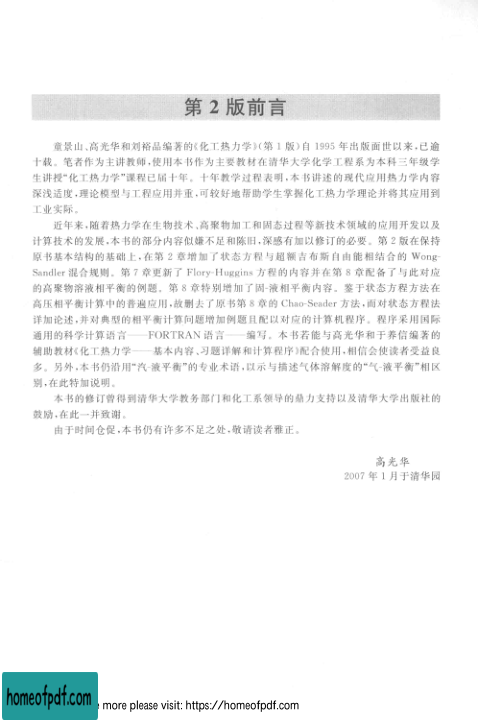 第 2 版前言
童景山、高光华和刘裕品编著的《化工热力学》(第 1 版)自 1995 年出版面世以来,已逾
十载。笔者作为主讲教师,使用本书作为主要教材在清华大学化学工程系为本科三年级学
生讲授“化工热力学”课程已届十年。十年教学过程表明,本书讲述的现代应用热力学内容
深浅适度,理论模型与工程应用并重,可较好地帮助学生掌握化工热力学理论并将其应用到
工业实际。
近年来,随着热力学在生物技术、高聚物加工和固态过程等新技术领域的应用开发以及
计算技术的发展,本书的部分内容似嫌不足和陈旧,深感有加以修订的必要。第 2 版在保持
原书基本结构的基础上,在第 2 章增加了状态方程与超额吉布斯自由能相结合的 Wong-
Sandler 混合规则。第 7 章更新了 Flory-Huggins 方程的内容并在第 8 章配备了与此对应
的高聚物溶液相平衡的例题。第 8 章特别增加了固-液相平衡内容。鉴于状态方程方法在
高压相平衡计算中的普遍应用,故删去了原书第 8 章的 Chao-Seader 方法,而对状态方程法
详加论述,并对典型的相平衡计算问题增加例题且配以对应的计算机程序。程序采用国际
通用的科学计算语言——FORTRAN 语言——编写。本书若能与高光华和于养信编著的
辅助教材《化工热力学——基本内容、习题详解和计算程序》配合使用,相信会使读者受益良
多。另外,本书仍沿用“汽-液平衡”的专业术语,以示与描述气体溶解度的“气-液平衡”相区
别,在此特加说明。
本书的修订曾得到清华大学教务部门和化工系领导的鼎力支持以及清华大学出版社的
鼓励,在此一并致谢。
由于时间仓促,本书仍有许多不足之处,敬请读者雅正。
高光华
2007 年 1 月于清华园
homeofpdf.com
more please visit: https://homeofpdf.com